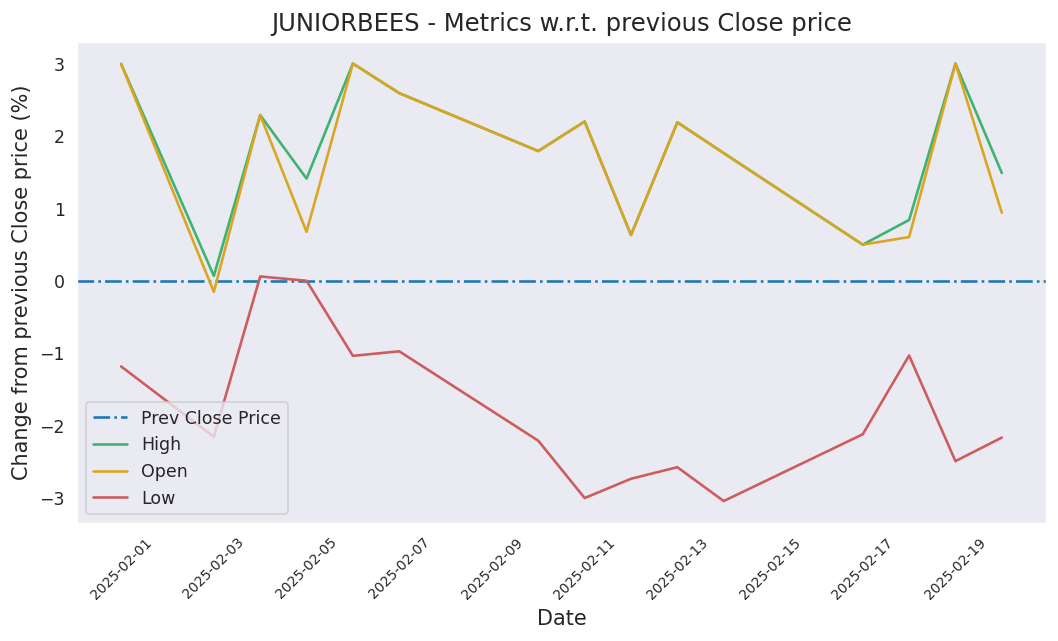 JUNIORBEES - Metrics w.r.t. previous Close price
Change from previous Close price (%)
3
2
1
0
−1
−2
−3
Prev Close Price
High
Open
Low
2025-02-01
2025-02-03
2025-02-05
2025-02-07
2025-02-09
2025-02-11
2025-02-13
2025-02-15
2025-02-17
2025-02-19
Date